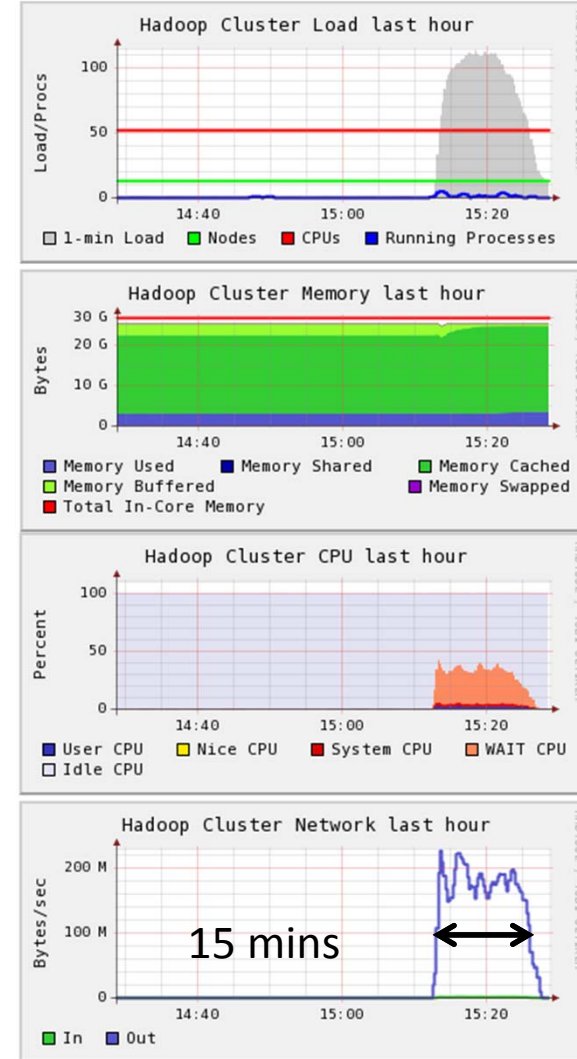 Hadoop Cluster Load last hour
Load/Procs
100
50
0
14:40 15:00 15:20
1-min Load Nodes CPUs Running Processes
Hadoop Cluster Memory last hour
Bytes
30 G
20 G
10 G
0
14:40 15:00 15:20
Memory Used Memory Shared Memory Cached
Memory Buffered Memory Swapped
Total In-Core Memory
Hadoop Cluster CPU last hour
Percent
100
50
0
14:40 15:00 15:20
User CPU Nice CPU System CPU WAIT CPU
Idle CPU
Hadoop Cluster Network last hour
Bytes/sec
200 M
100 M
15 mins
0
14:40 15:00 15:20
In Out